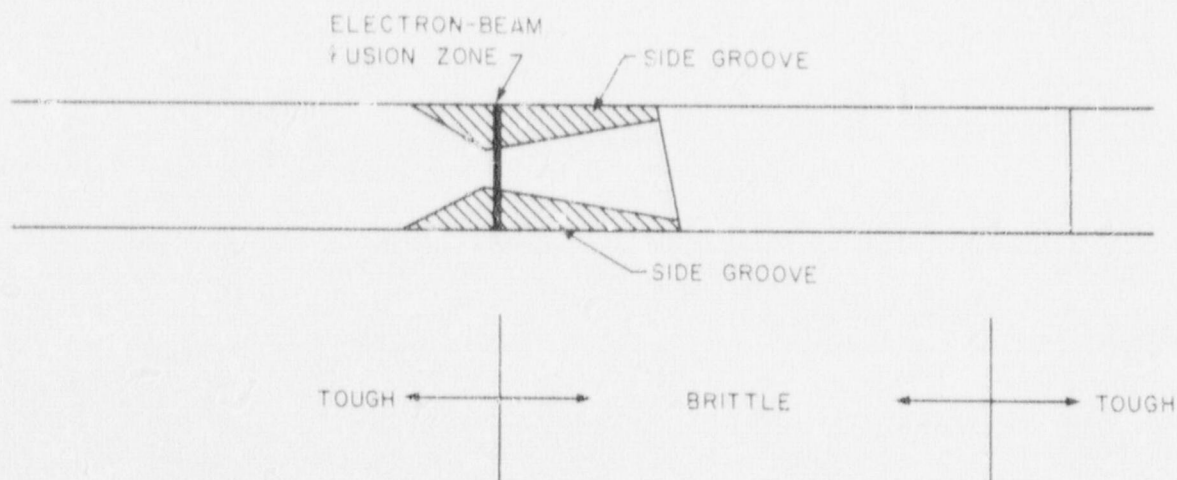 ELECTRON-BEAM
FUSION ZONE
SIDE GROOVE
SIDE GROOVE
TOUGH
BRITTLE
TOUGH